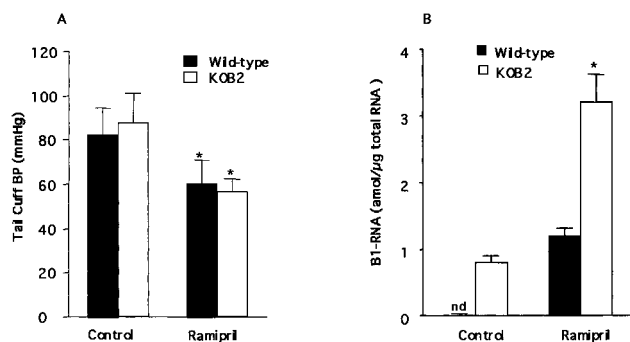 A
Wild-type
KOB2
120
100
80
60
40
20
0
Tail Cuff BP (mmHg)
*
*
Control
Ramipril
B
Wild-type
KOB2
4
3
2
1
0
B1-RNA (amol/µg total RNA)
*
nd
Control
Ramipril